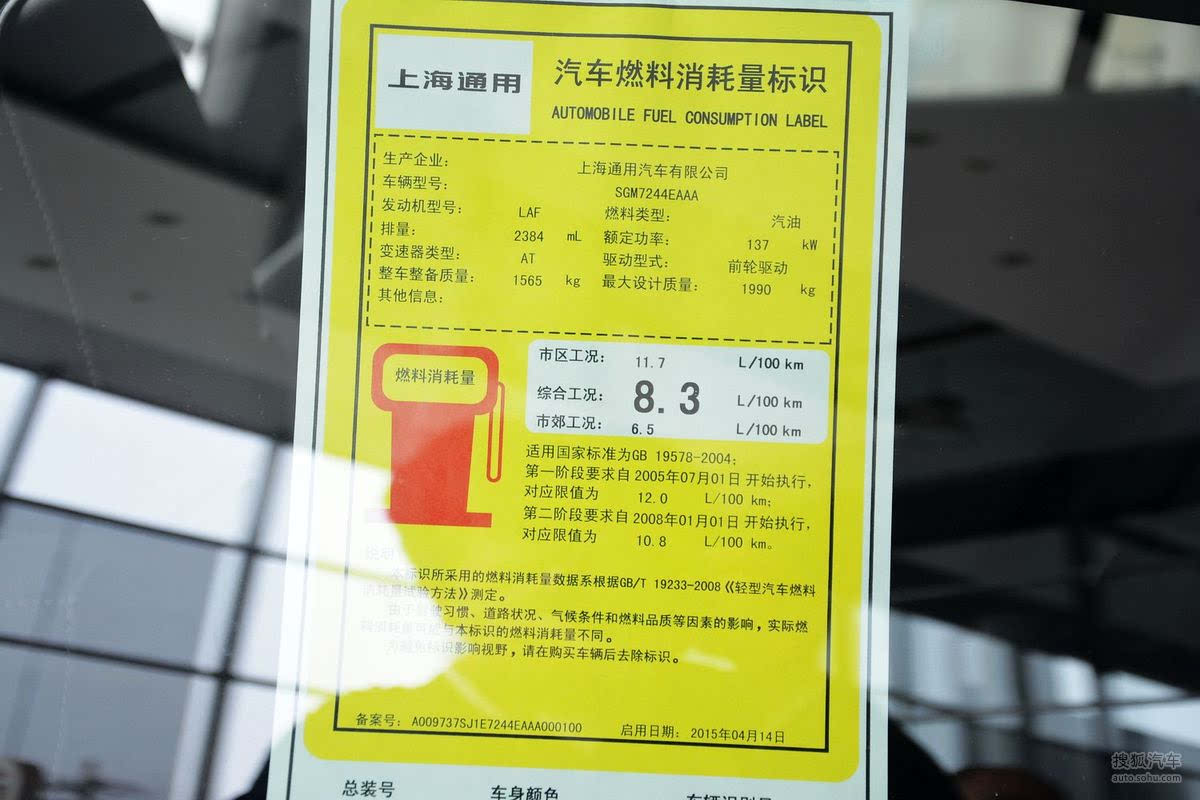 上海通用
汽车燃料消耗量标识
AUTOMOBILE FUEL CONSUMPTION LABEL
生产企业： 上海通用汽车有限公司
车辆型号： SGM7244EAAA
发动机型号： LAF 燃料类型： 汽油
排量： 2384 mL 额定功率： 137 kW
变速器类型： AT 驱动型式： 前轮驱动
整车整备质量： 1565 kg 最大设计质量： 1990 kg
其他信息：
燃料消耗量
市区工况： 11.7 L/100 km
综合工况： 8.3 L/100 km
市郊工况： 6.5 L/100 km
适用国家标准为GB 19578-2004；
第一阶段要求自 2005年07月01日 开始执行，
对应限值为 12.0 L/100 km；
第二阶段要求自 2008年01月01日 开始执行，
对应限值为 10.8 L/100 km。
说明
本标识所采用的燃料消耗量数据系根据GB/T 19233-2008《轻型汽车燃料
消耗量试验方法》测定。
由于驾驶习惯、道路状况、气候条件和燃料品质等因素的影响，实际燃
料消耗量可能与本标识的燃料消耗量不同。
为避免标识影响视野，请在购买车辆后去除标识。
备案号： A009737SJ1E7244EAAA000100 启用日期： 2015年04月14日
总装号 车身颜色 车辆识别号
搜狐汽车
auto.sohu.com